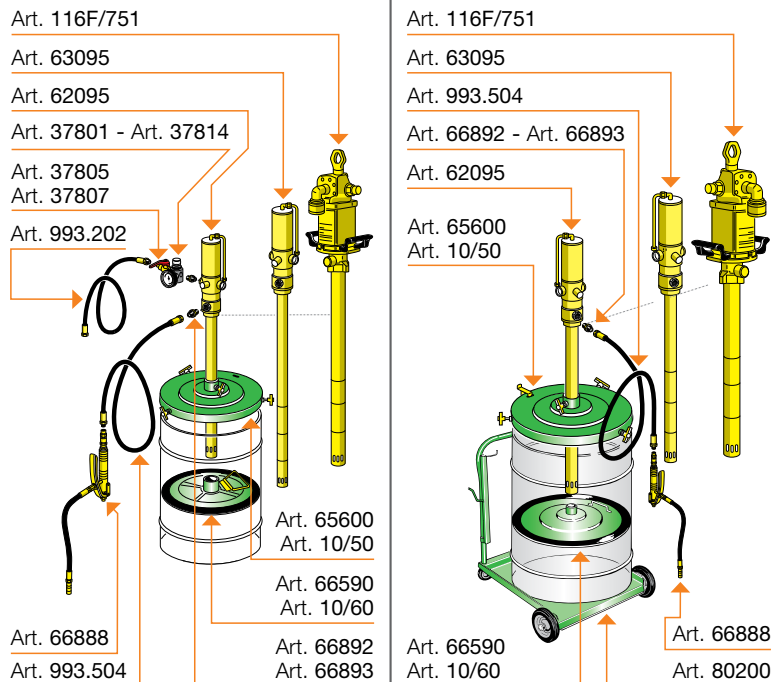 Art. 116F/751
Art. 63095
Art. 62095
Art. 37801 - Art. 37814
Art. 37805
Art. 37807
Art. 993.202
Art. 65600
Art. 10/50
Art. 66590
Art. 10/60
Art. 66888
Art. 993.504
Art. 66892
Art. 66893
Art. 116F/751
Art. 63095
Art. 993.504
Art. 66892 - Art. 66893
Art. 62095
Art. 65600
Art. 10/50
Art. 66888
Art. 66590
Art. 10/60
Art. 80200